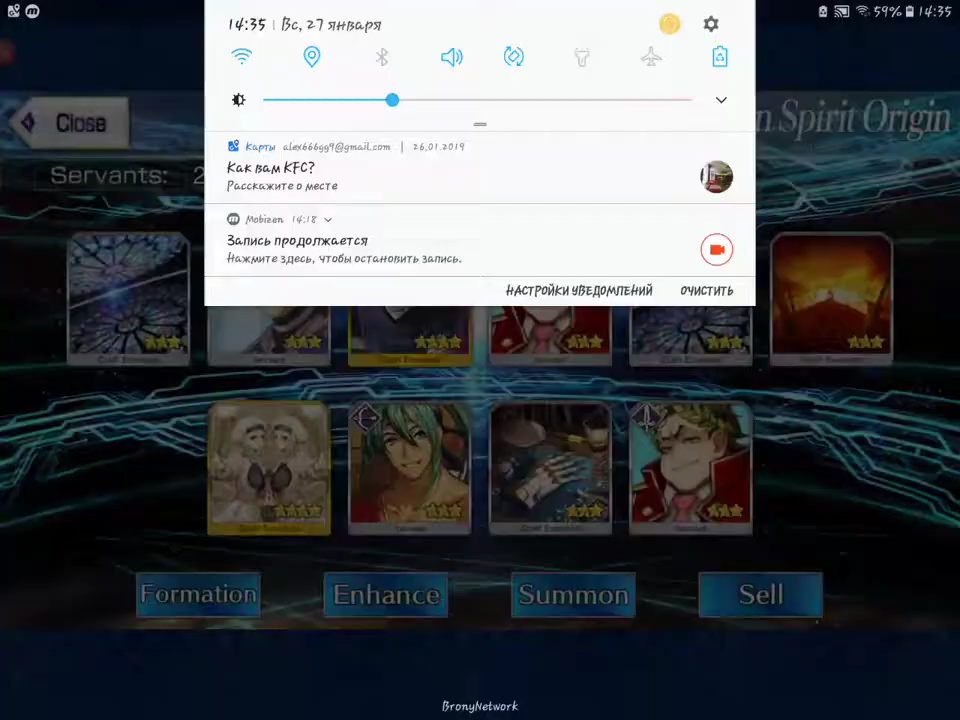 59% 14:35
14:35 | Вс, 27 января
Close
n Spirit Origin
Servants: 2
Карты alex666gg9@gmail.com | 26.01.2019
Как вам KFC?
Расскажите о месте
Mobizen 14:18
Запись продолжается
Нажмите здесь, чтобы остановить запись.
НАСТРОЙКИ УВЕДОМЛЕНИЙ ОЧИСТИТЬ
Formation Enhance Summon Sell
BronyNetwork